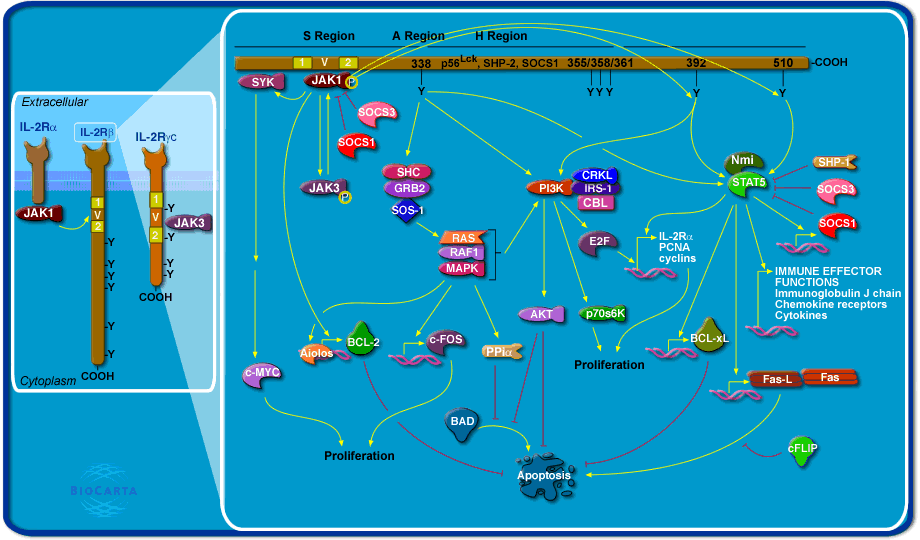 S Region
A Region
H Region
1 V 2
338
p56Lck, SHP-2, SOCS1
355/358/361
392
510
-COOH
SYK
JAK1
P
Y
Y Y Y
Y
Y
SOCS3
SOCS1
JAK3
P
Extracellular
IL-2Rα
IL-2Rβ
IL-2RγC
JAK1
1
V
2
-Y
-Y
-Y
-Y
-Y
COOH
1
V
2
-Y
-Y
-Y
-Y
COOH
JAK3
Cytoplasm
BIOCARTA
SHC
GRB2
SOS-1
RAS
RAF1
MAPK
PI3K
CRKL
IRS-1
CBL
Nmi
STAT5
SHP-1
SOCS3
SOCS1
E2F
IL-2Rα
PCNA
cyclins
IMMUNE EFFECTOR
FUNCTIONS
Immunoglobulin J chain
Chemokine receptors
Cytokines
AKT
p70s6K
Aiolos
BCL-2
c-FOS
PPIα
BCL-xL
Proliferation
c-MYC
Fas-L
Fas
BAD
cFLIP
Proliferation
Apoptosis